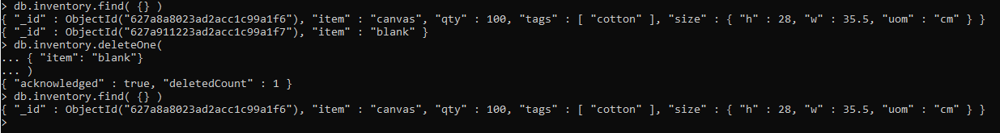 > db.inventory.find( {} )
{ "_id" : ObjectId("627a8a8023ad2acc1c99a1f6"), "item" : "canvas", "qty" : 100, "tags" : [ "cotton" ], "size" : { "h" : 28, "w" : 35.5, "uom" : "cm" } }
{ "_id" : ObjectId("627a911223ad2acc1c99a1f7"), "item" : "blank" }
> db.inventory.deleteOne(
... { "item": "blank"}
... )
{ "acknowledged" : true, "deletedCount" : 1 }
> db.inventory.find( {} )
{ "_id" : ObjectId("627a8a8023ad2acc1c99a1f6"), "item" : "canvas", "qty" : 100, "tags" : [ "cotton" ], "size" : { "h" : 28, "w" : 35.5, "uom" : "cm" } }
>